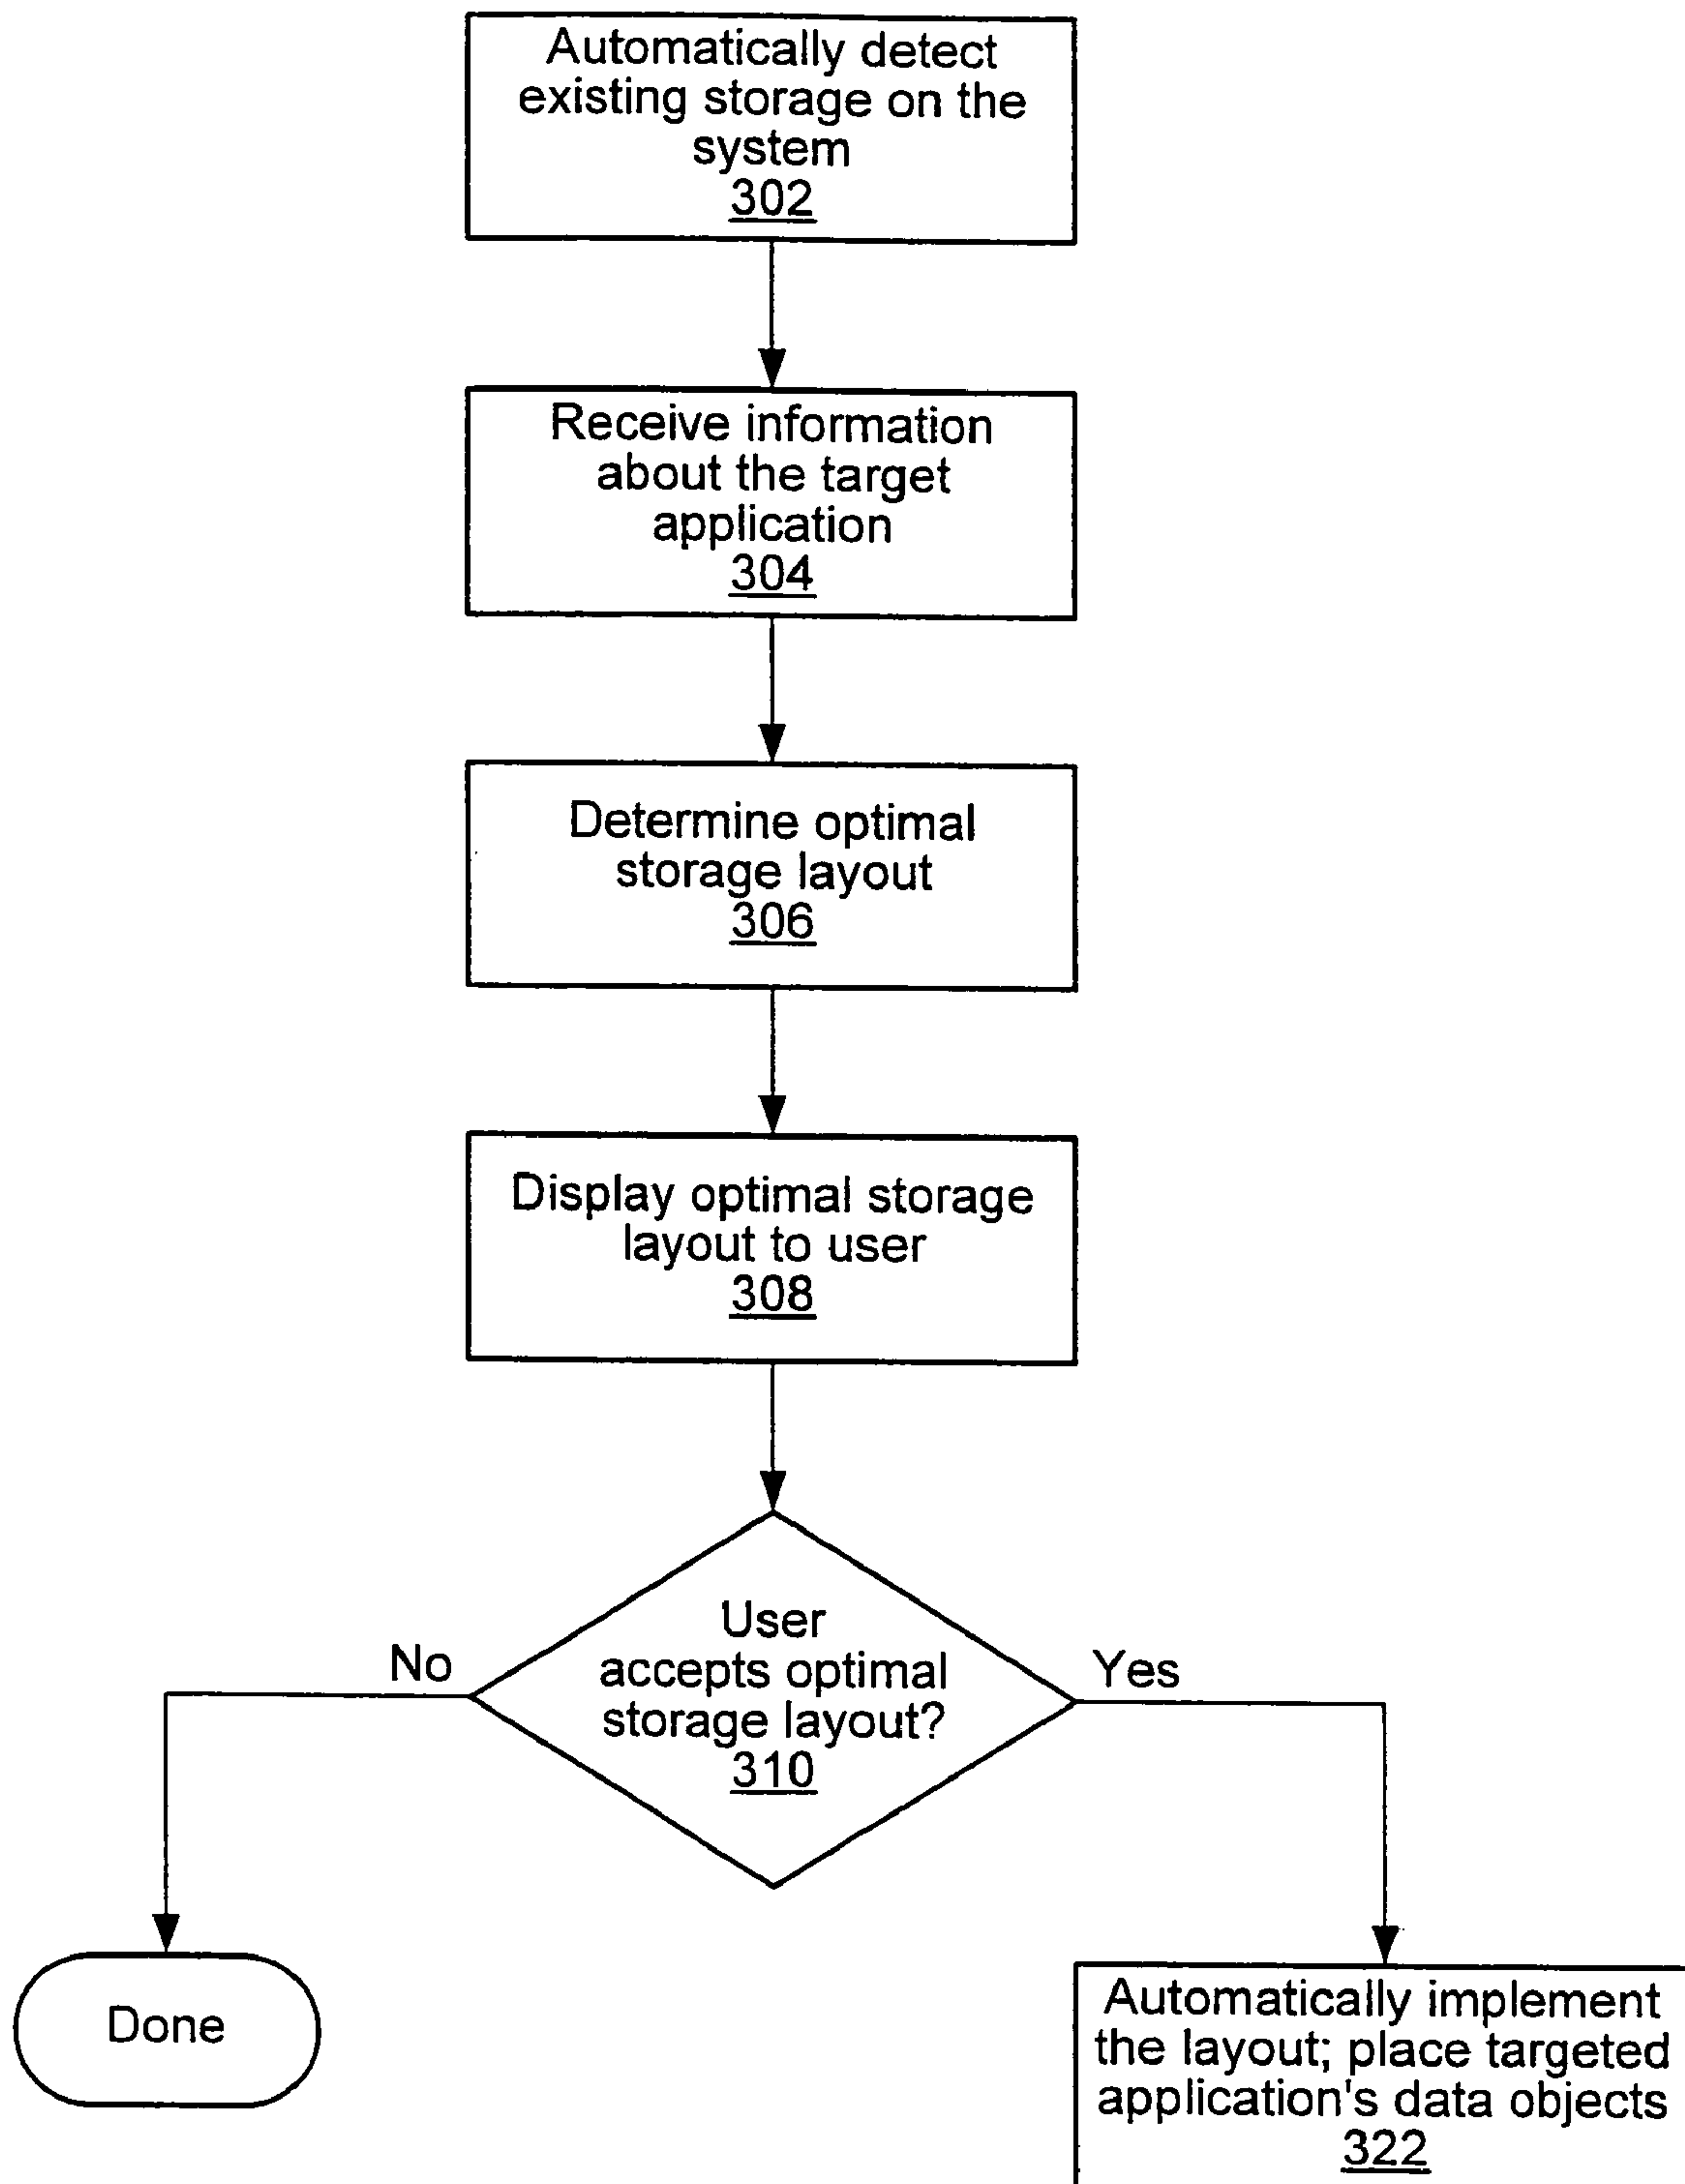 Automatically detect
existing storage on the
system
302
Receive information
about the target
application
304
Determine optimal
storage layout
306
Display optimal storage
layout to user
308
User
accepts optimal
storage layout?
310
No
Yes
Done
Automatically implement
the layout; place targeted
application's data objects
322